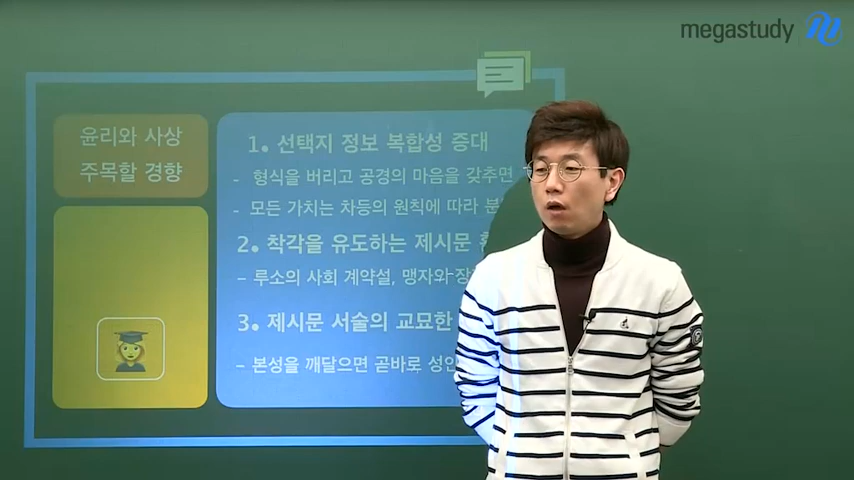 megastudy
윤리와 사상
주목할 경향
1. 선택지 정보 복합성 증대
- 형식을 버리고 공경의 마음을 갖추면
- 모든 가치는 차등의 원칙에 따라
2. 착각을 유도하는 제시문
- 루소의 사회 계약설, 맹자와
3. 제시문 서술의 교묘한
- 본성을 깨달으면 곧바로